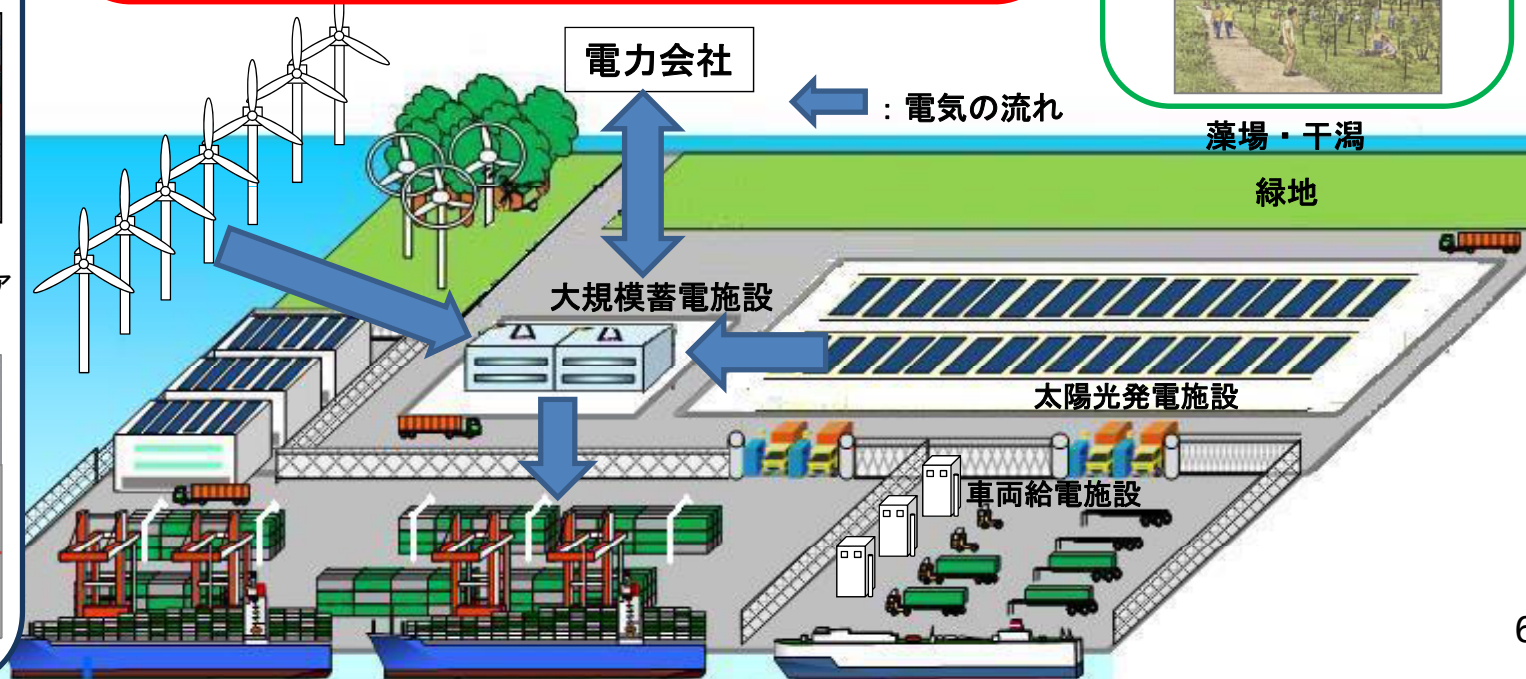 電力会社
：電気の流れ
藻場・干潟
緑地
ア
大規模蓄電施設
太陽光発電施設
車両給電施設
6